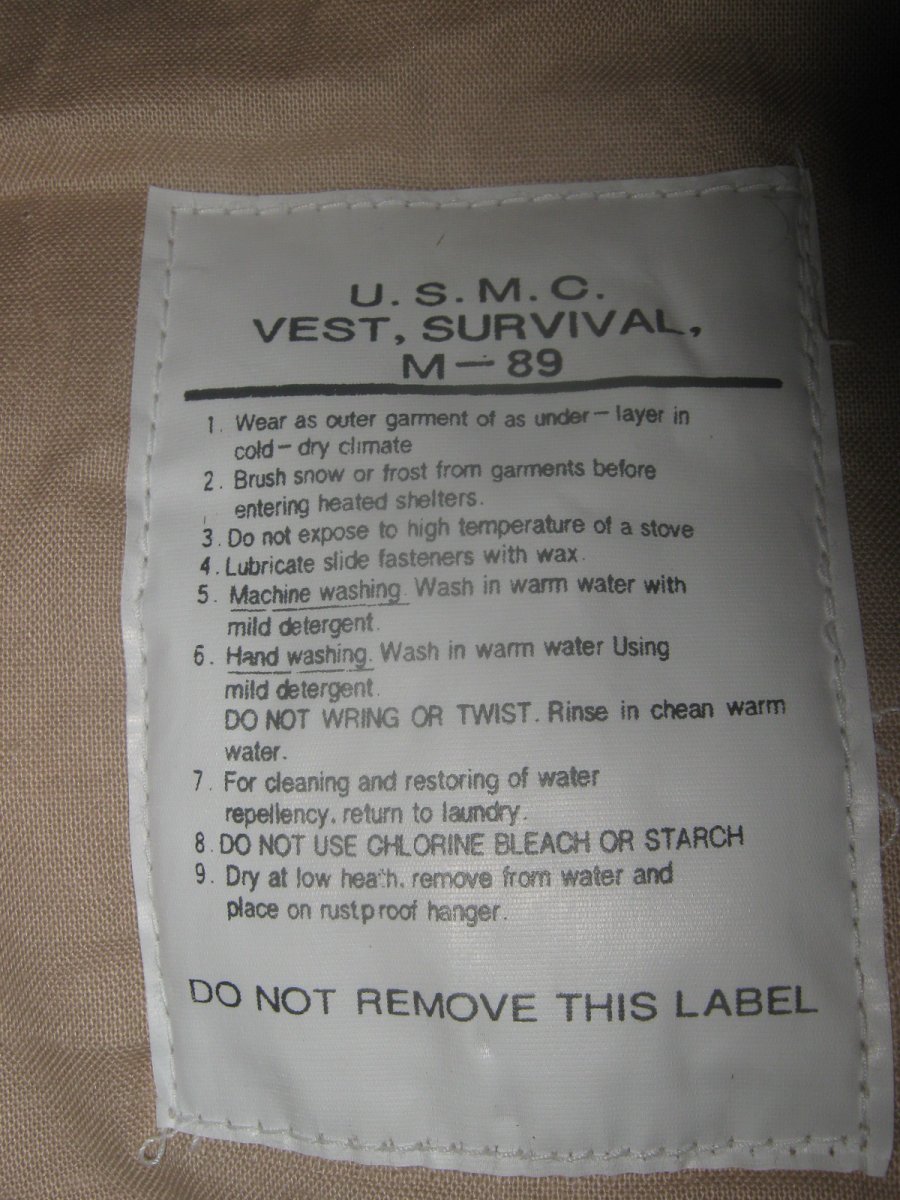 U.S.M.C.
VEST, SURVIVAL,
M-89
1. Wear as outer garment of as under-layer in
cold-dry climate
2. Brush snow or frost from garments before
entering heated shelters.
3. Do not expose to high temperature of a stove
4. Lubricate slide fasteners with wax.
5. Machine washing. Wash in warm water with
mild detergent.
6. Hand washing. Wash in warm water Using
mild detergent.
DO NOT WRING OR TWIST. Rinse in chean warm
water.
7. For cleaning and restoring of water
repellency, return to laundry.
8. DO NOT USE CHLORINE BLEACH OR STARCH
9. Dry at low heath, remove from water and
place on rustproof hanger.
DO NOT REMOVE THIS LABEL